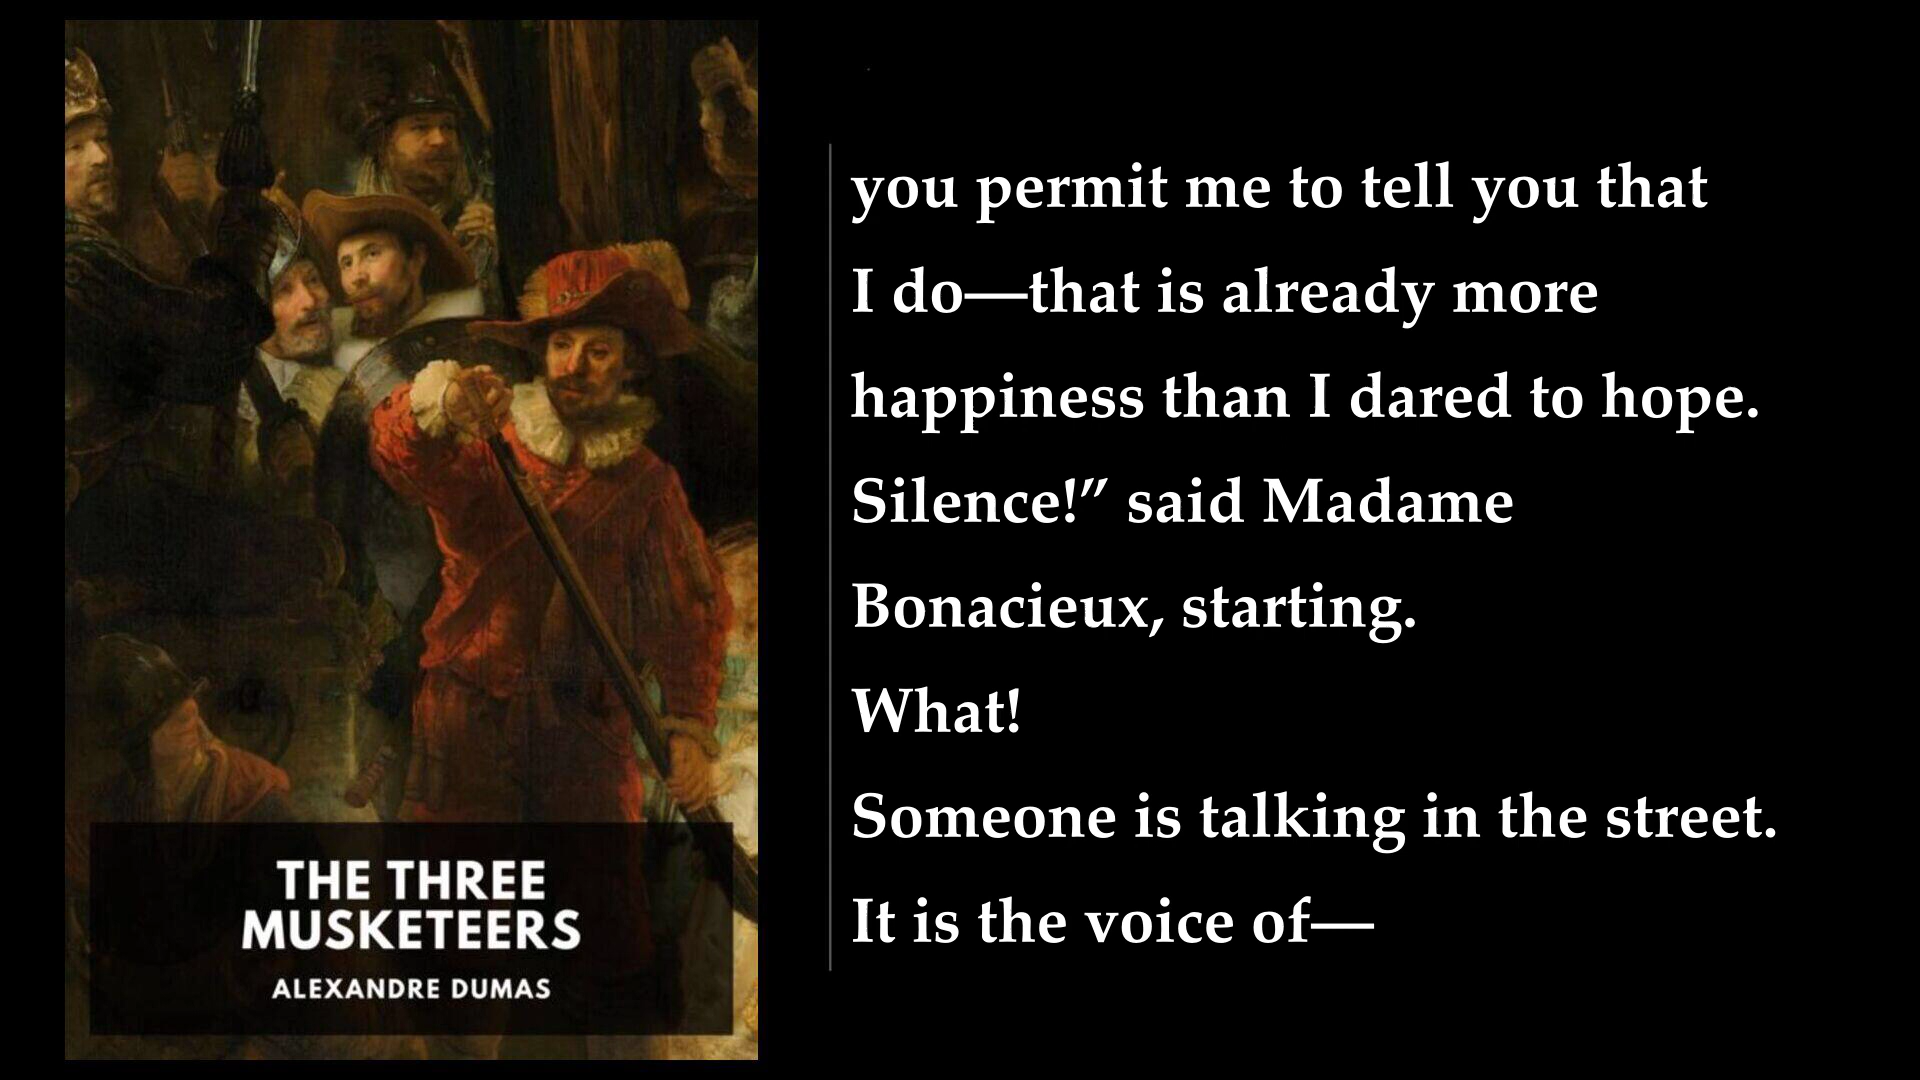 THE THREE
MUSKETEERS
ALEXANDRE DUMAS
you permit me to tell you that
I do—that is already more
happiness than I dared to hope.
Silence!” said Madame
Bonacieux, starting.
What!
Someone is talking in the street.
It is the voice of—